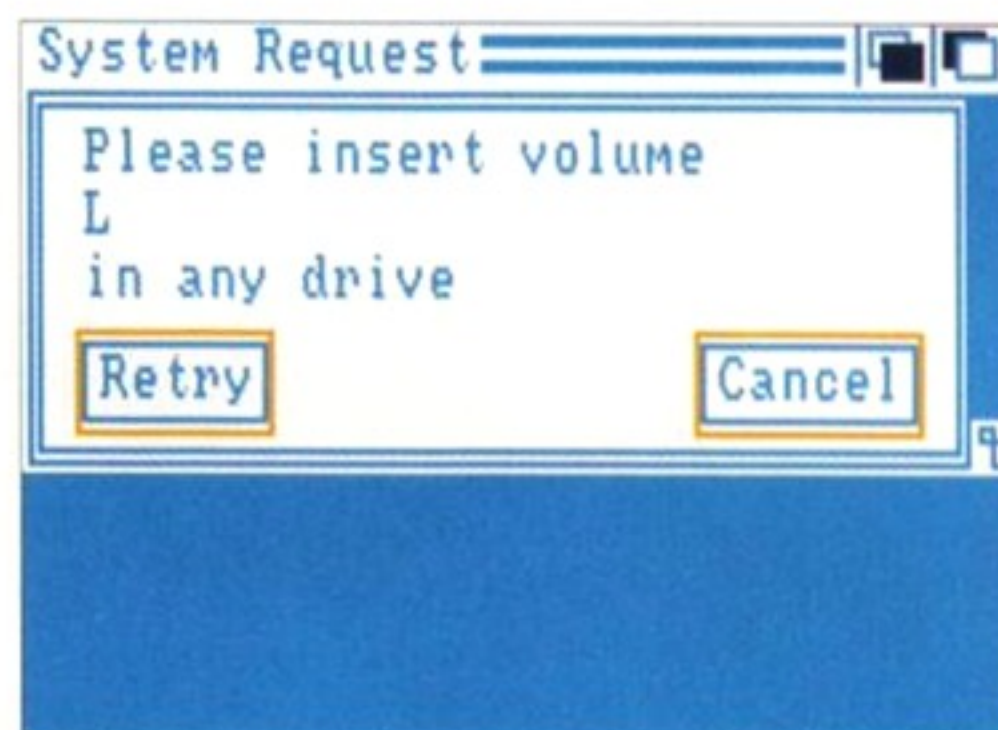 System Request
Please insert volume
L
in any drive
Retry
Cancel